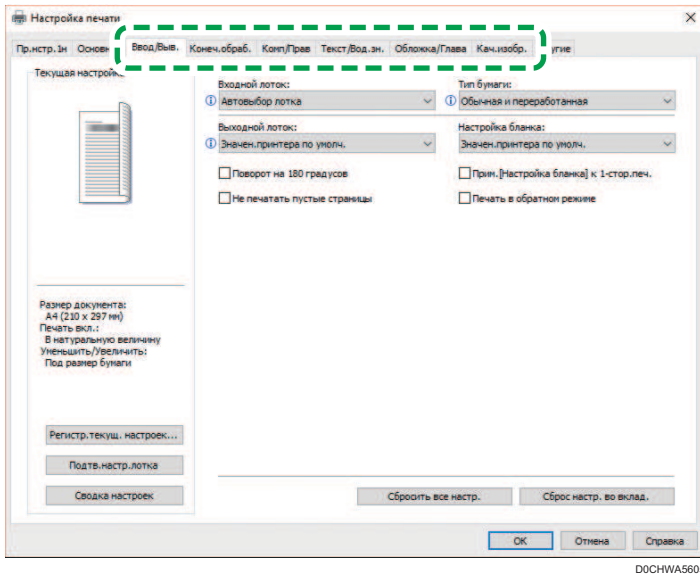 Настройка печати
Пр.нстр.1н Основн Ввод/Выв. Конеч.обраб. Комп/Прав Текст/Вод.зн. Обложка/Глава Кач.изобр. угие
Текущая настройка
Входной лоток:
Автовыбор лотка
Тип бумаги:
Обычная и переработанная
Выходной лоток:
Значен.принтера по умолч.
Настройка бланка:
Значен.принтера по умолч.
Поворот на 180 градусов
Прим.[Настройка бланка] к 1-стор.печ.
Не печатать пустые страницы
Печать в обратном режиме
Размер документа:
A4 (210 x 297 мм)
Печать вкл.:
В натуральную величину
Уменьшить/Увеличить:
Под размер бумаги
Регистр.текущ. настроек...
Подтв.настр.лотка
Сводка настроек
Сбросить все настр.
Сброс настр. во вклад.
OK
Отмена
Справка
D0CHWA560